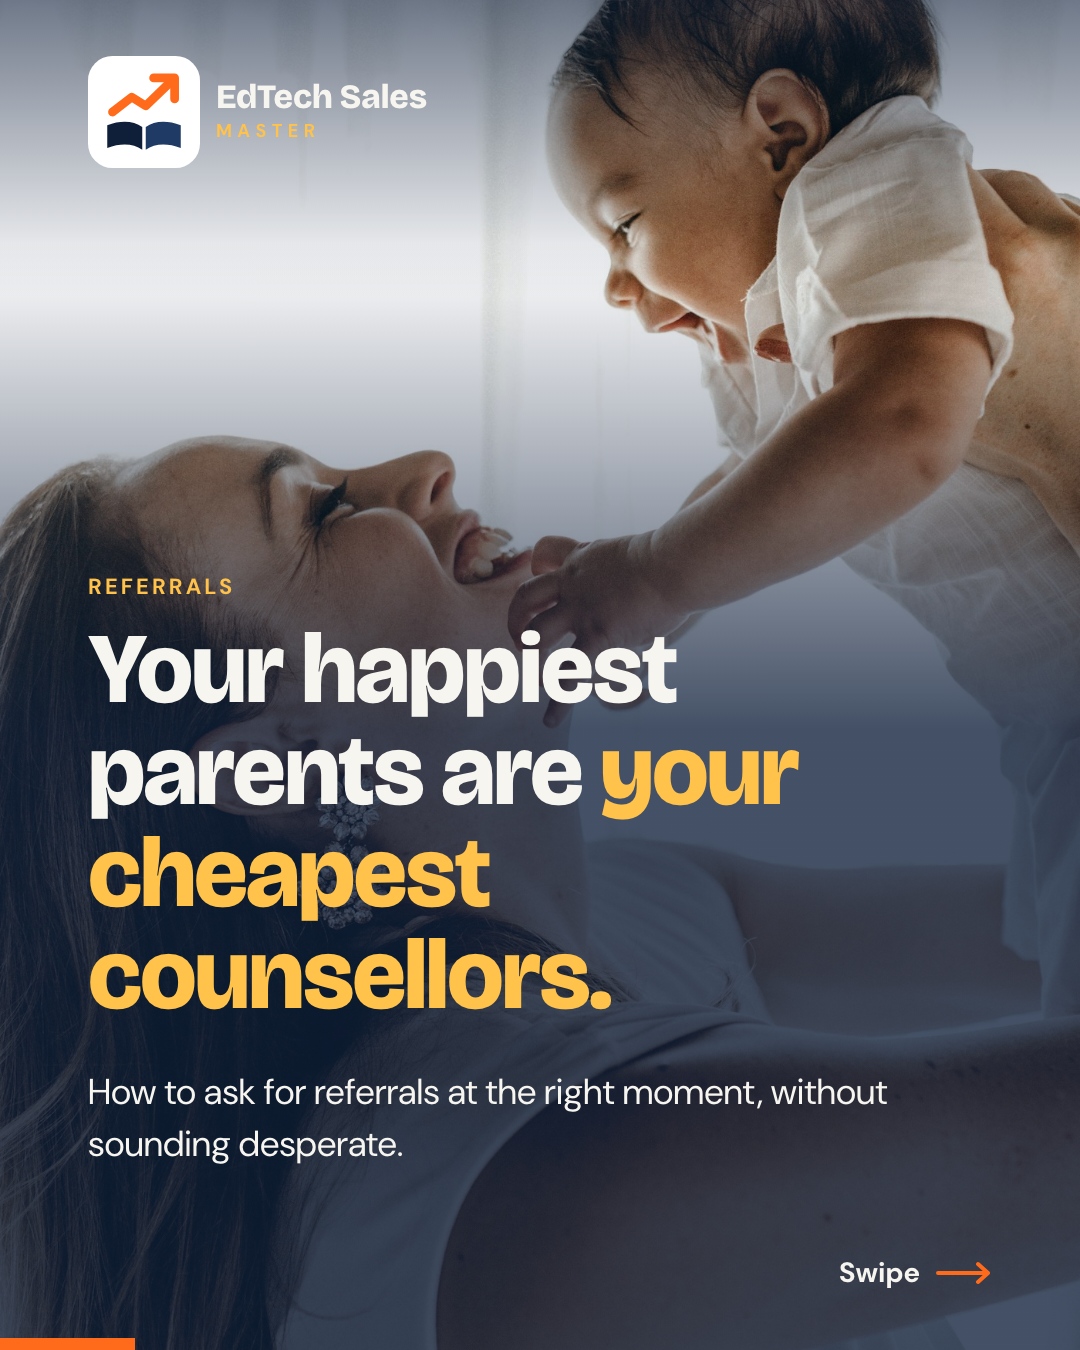 EdTech Sales
MASTER
REFERRALS
Your happiest
parents are your
cheapest
counsellors.
How to ask for referrals at the right moment, without
sounding desperate.
Swipe